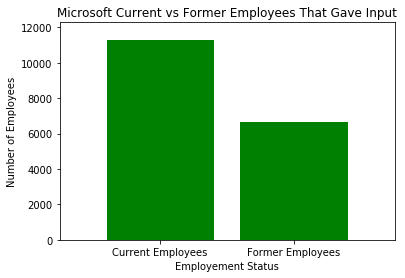 Microsoft Current vs Former Employees That Gave Input
12000
10000
8000
6000
4000
2000
0
Number of Employees
Current Employees
Former Employees
Employement Status